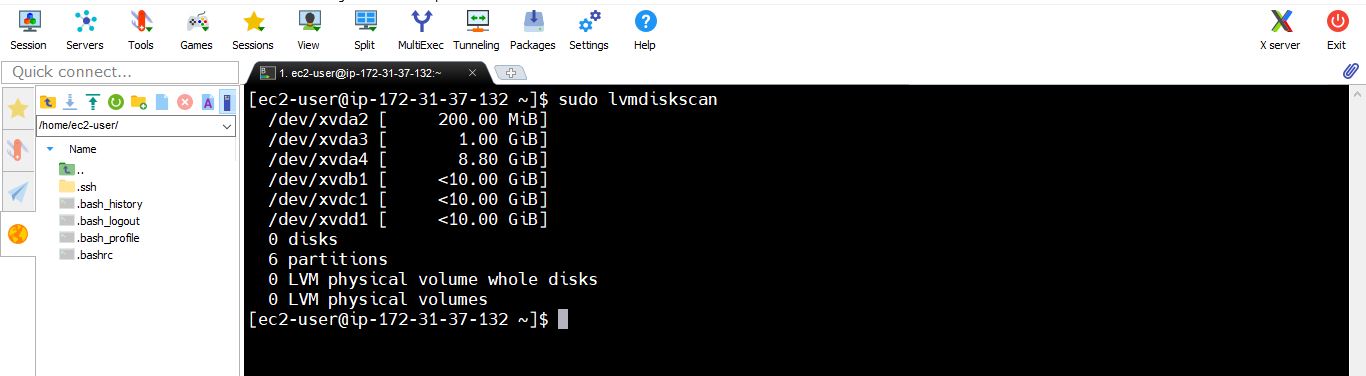 Session Servers Tools Games Sessions View Split MultiExec Tunneling Packages Settings Help X server Exit
Quick connect...
1. ec2-user@ip-172-31-37-132:~
/home/ec2-user/
Name
..
.ssh
.bash_history
.bash_logout
.bash_profile
.bashrc
[ec2-user@ip-172-31-37-132 ~]$ sudo lvmdiskscan
/dev/xvda2 [     200.00 MiB]
/dev/xvda3 [       1.00 GiB]
/dev/xvda4 [       8.80 GiB]
/dev/xvdb1 [     <10.00 GiB]
/dev/xvdc1 [     <10.00 GiB]
/dev/xvdd1 [     <10.00 GiB]
0 disks
6 partitions
0 LVM physical volume whole disks
0 LVM physical volumes
[ec2-user@ip-172-31-37-132 ~]$